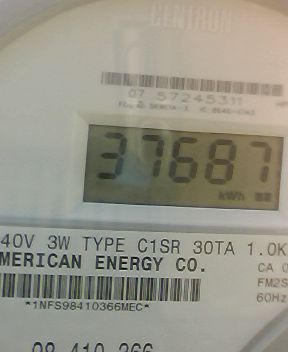 CENTRON
07 57245311
37687
kWh
40V 3W TYPE C1SR 30TA 1.0K
MERICAN ENERGY CO.
CA 0
FM2S
*1NFS98410366MEC*
60Hz
98 410 366